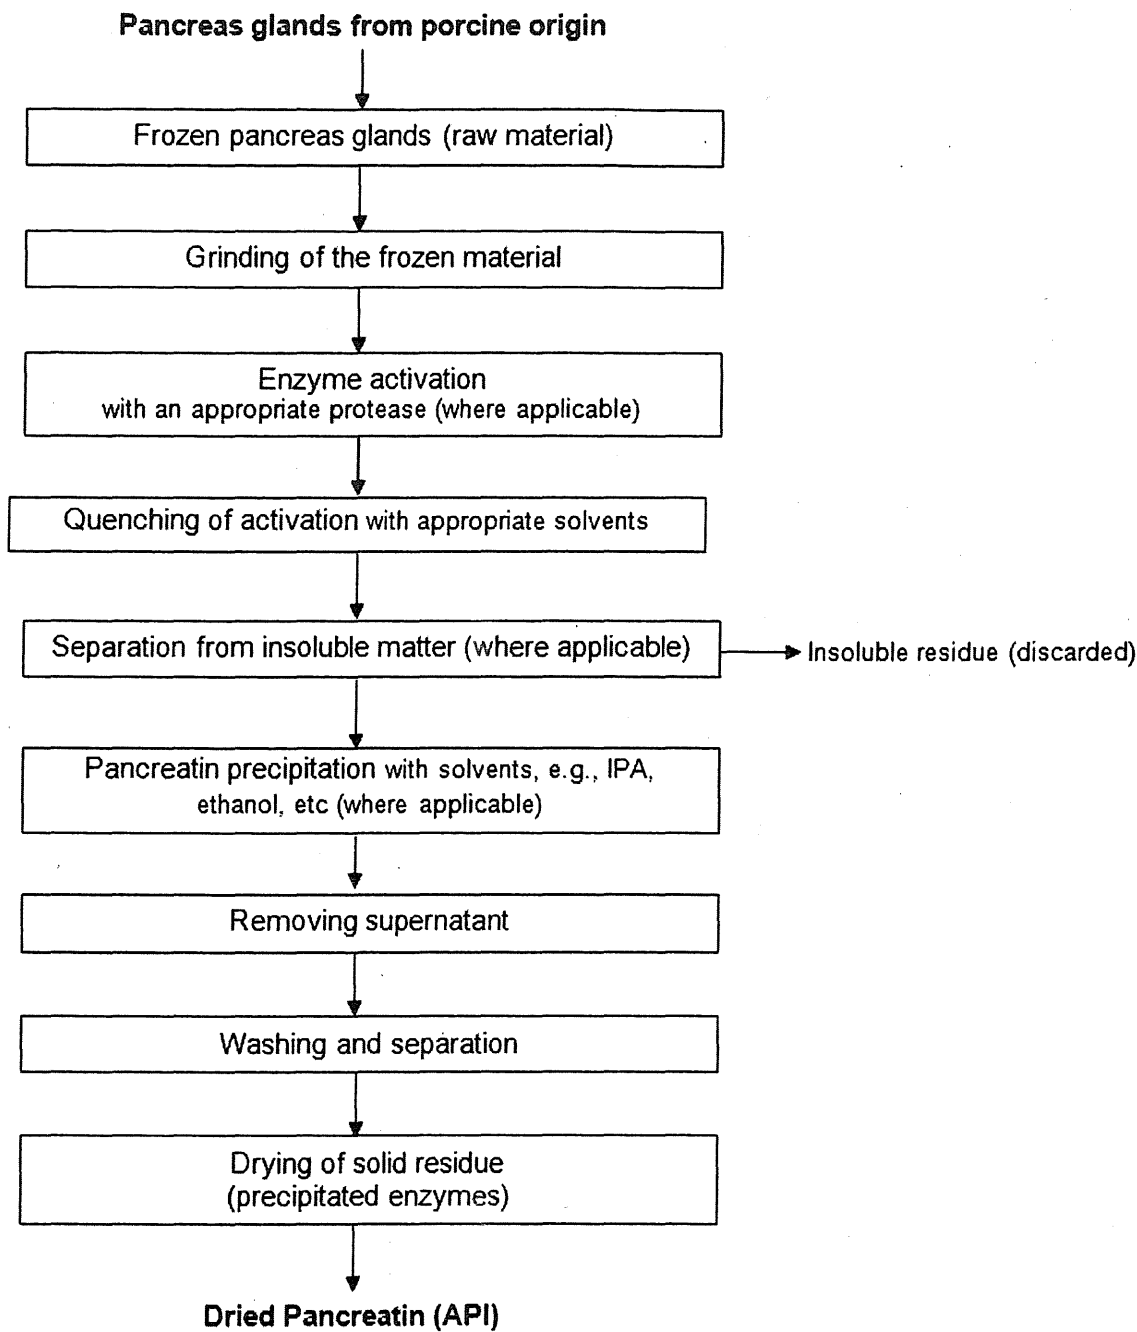 Pancreas glands from porcine origin
Frozen pancreas glands (raw material)
Grinding of the frozen material
Enzyme activation
with an appropriate protease (where applicable)
Quenching of activation with appropriate solvents
Separation from insoluble matter (where applicable)
Insoluble residue (discarded)
Pancreatin precipitation with solvents, e.g., IPA,
ethanol, etc (where applicable)
Removing supernatant
Washing and separation
Drying of solid residue
(precipitated enzymes)
Dried Pancreatin (API)